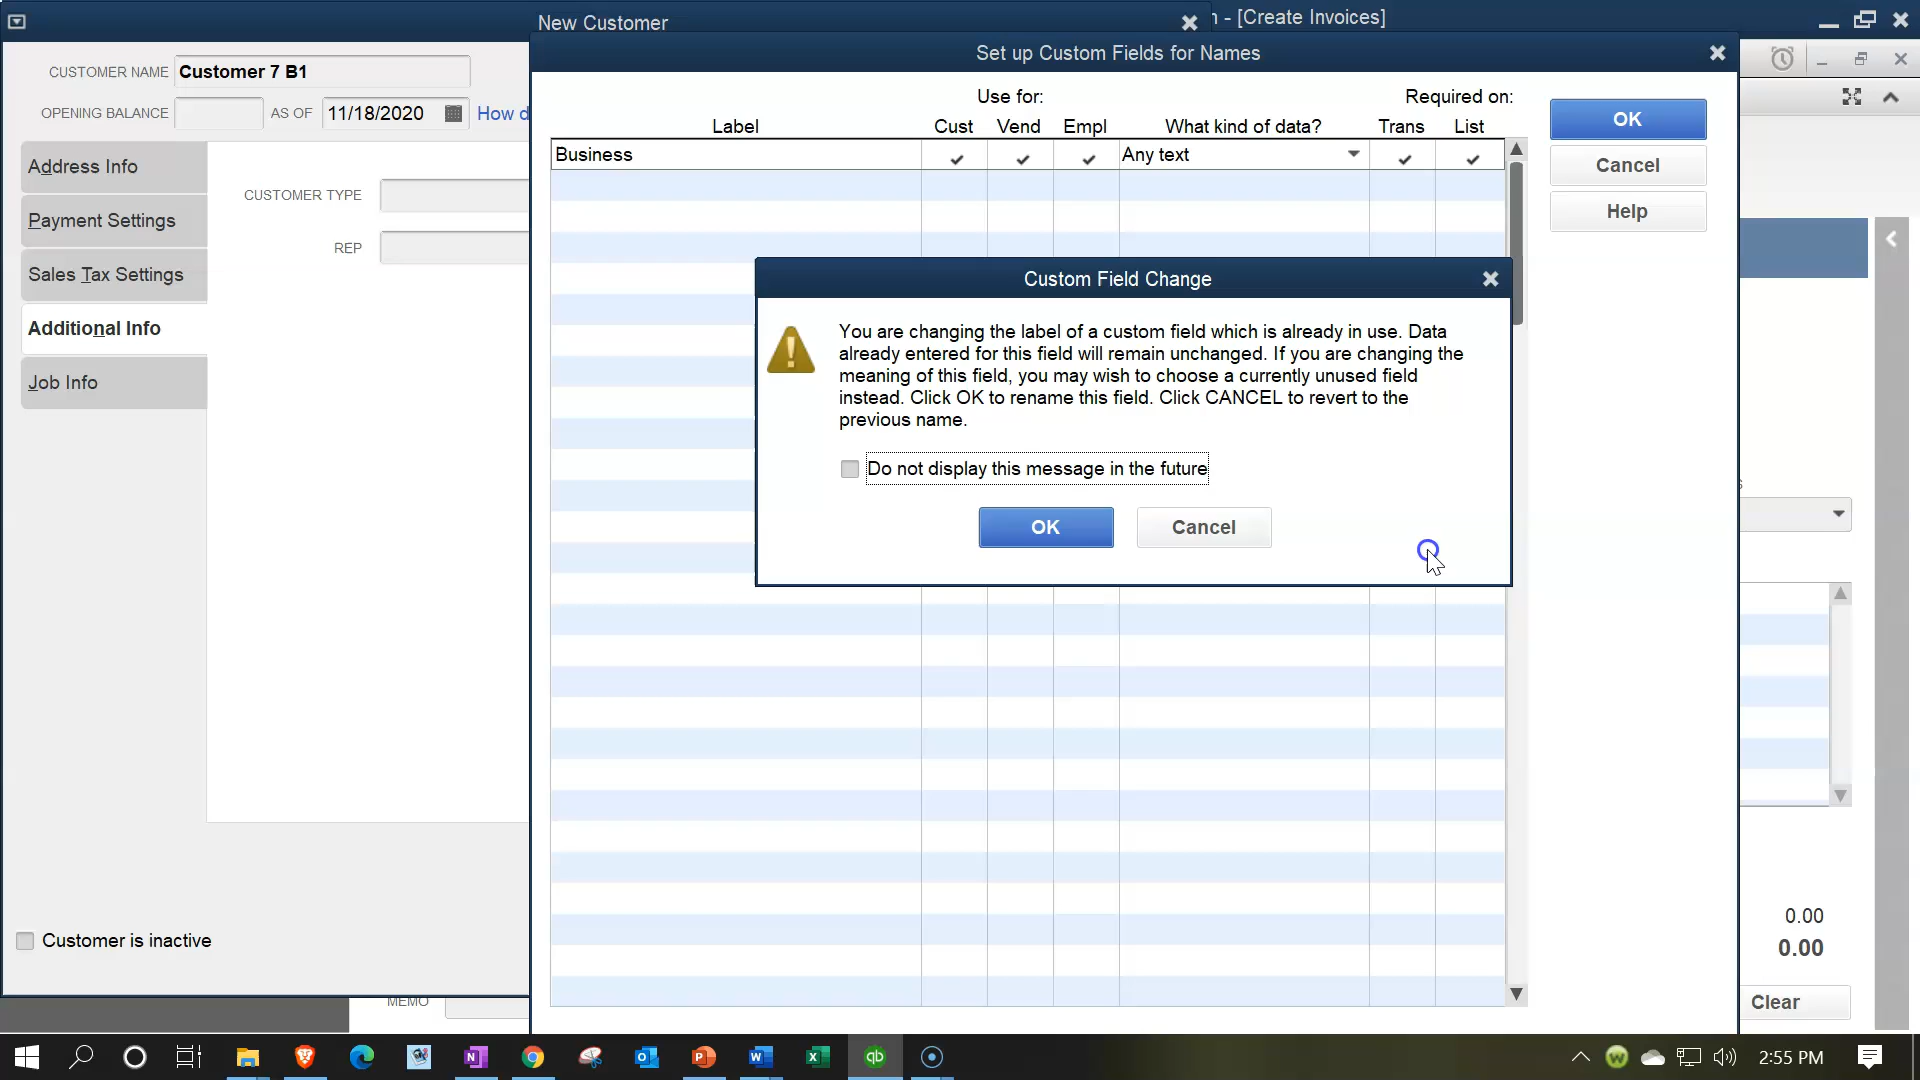 New Customer
n - [Create Invoices]
Set up Custom Fields for Names
CUSTOMER NAME Customer 7 B1
OPENING BALANCE AS OF 11/18/2020 How d
Address Info
Payment Settings
Sales Tax Settings
Additional Info
Job Info
CUSTOMER TYPE
REP
Use for: Required on:
Label Cust Vend Empl What kind of data? Trans List
Business Any text
OK
Cancel
Help
Custom Field Change
You are changing the label of a custom field which is already in use. Data
already entered for this field will remain unchanged. If you are changing the
meaning of this field, you may wish to choose a currently unused field
instead. Click OK to rename this field. Click CANCEL to revert to the
previous name.
Do not display this message in the future
OK Cancel
0.00
0.00
Customer is inactive
MEMO
Clear
2:55 PM